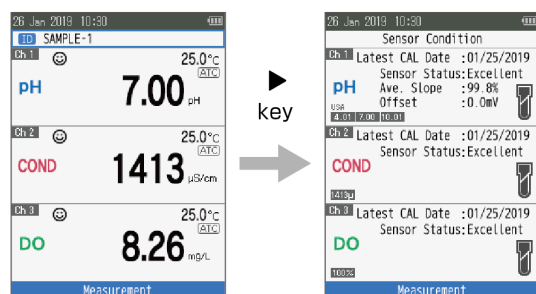 26 Jan 2019 10:30
ID SAMPLE-1
Ch 1
25.0°C
ATC
pH
7.00 pH
Ch 2
25.0°C
ATC
COND
1413 µS/cm
Ch 3
25.0°C
ATC
DO
8.26 mg/L
Measurement
key
26 Jan 2019 10:30
Sensor Condition
Ch 1 Latest CAL Date :01/25/2019
Sensor Status:Excellent
pH Ave. Slope :99.8%
Offset :0.0mV
USA
4.01 7.00 10.01
Ch 2 Latest CAL Date :01/25/2019
Sensor Status:Excellent
COND
1413µ
Ch 3 Latest CAL Date :01/25/2019
Sensor Status:Excellent
DO
100%
Measurement